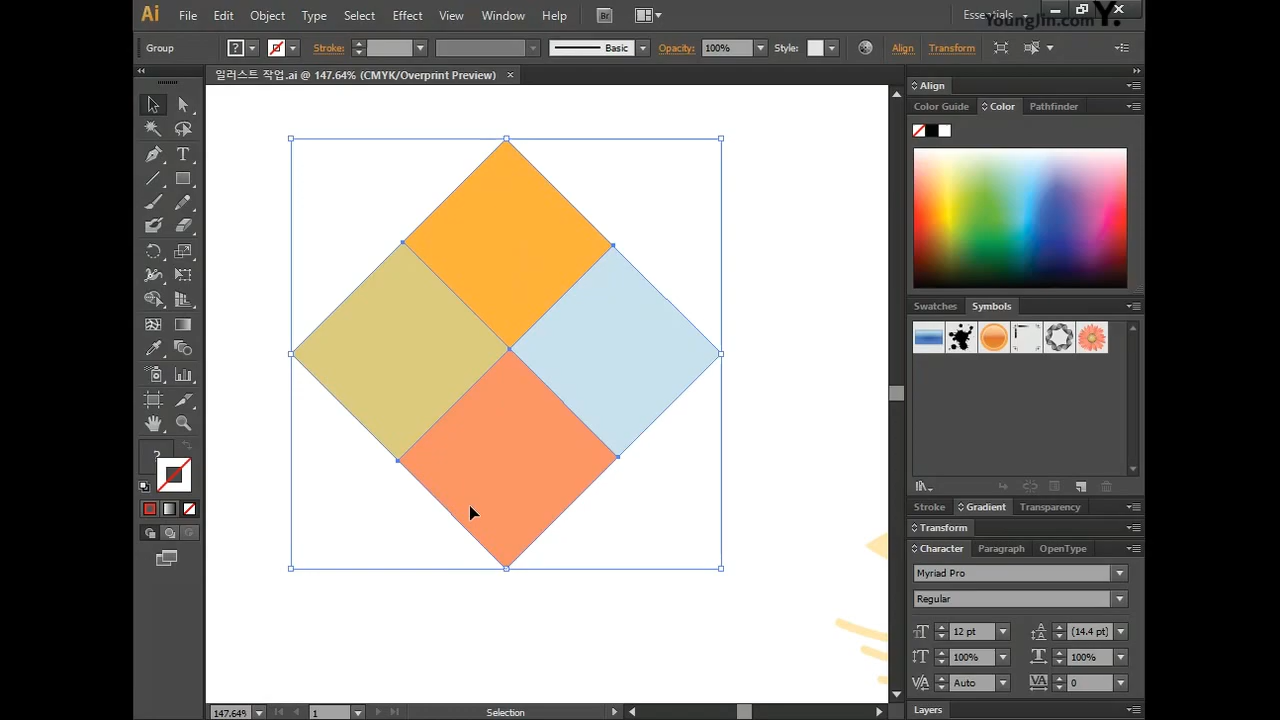 Ai File Edit Object Type Select Effect View Window Help Br Essentials
YoungJin.com Y.
Group ? Stroke: Basic Opacity: 100% Style: Align Transform
일러스트 작업.ai @ 147.64% (CMYK/Overprint Preview) ×
Align
Color Guide Color Pathfinder
Swatches Symbols
?
Stroke Gradient Transparency
Transform
Character Paragraph OpenType
Myriad Pro
Regular
12 pt (14.4 pt)
100% 100%
Auto 0
147.64% 1 Selection
Layers